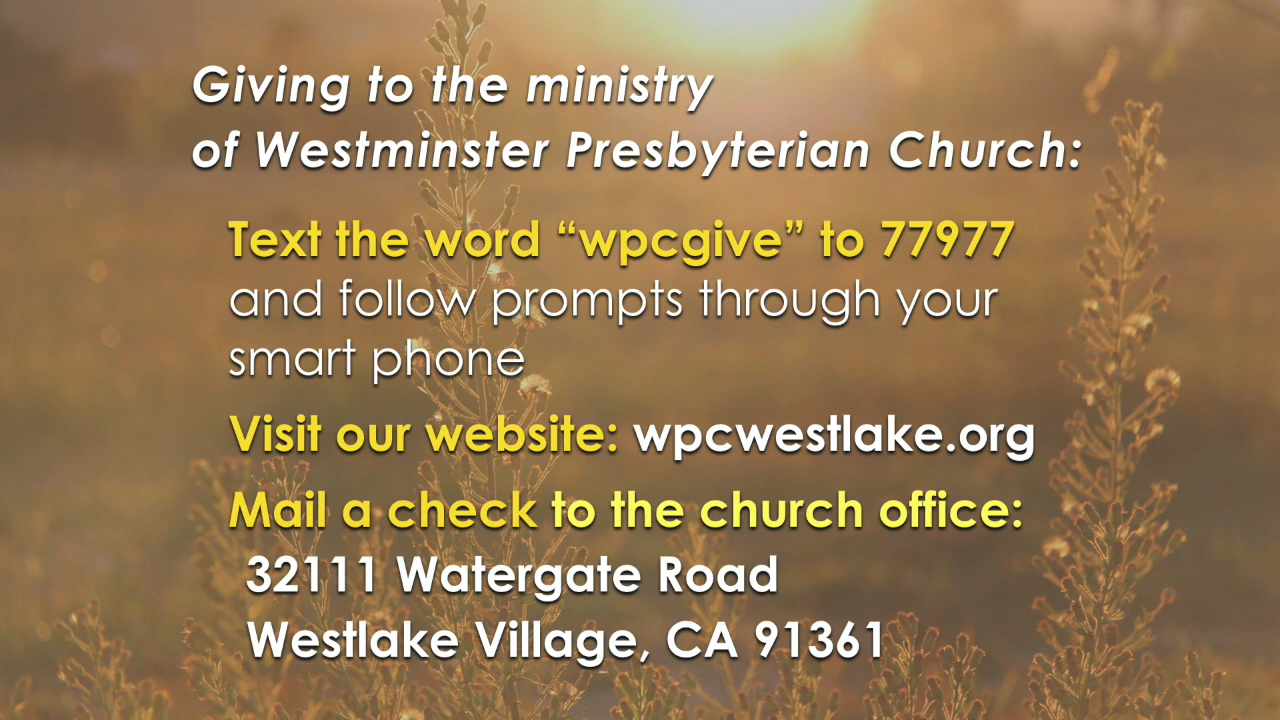 Giving to the ministry
of Westminster Presbyterian Church:
Text the word “wpcgive” to 77977
and follow prompts through your
smart phone
Visit our website: wpcwestlake.org
Mail a check to the church office:
32111 Watergate Road
Westlake Village, CA 91361